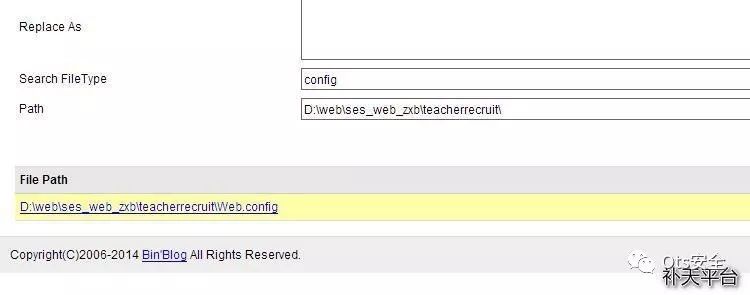 Replace As
Search FileType
config
Path
D:\web\ses_web_zxb\teacherrecruit\
File Path
D:\web\ses_web_zxb\teacherrecruit\Web.config
Copyright(C)2006-2014 Bin'Blog All Rights Reserved.
Ots安全
补天平台